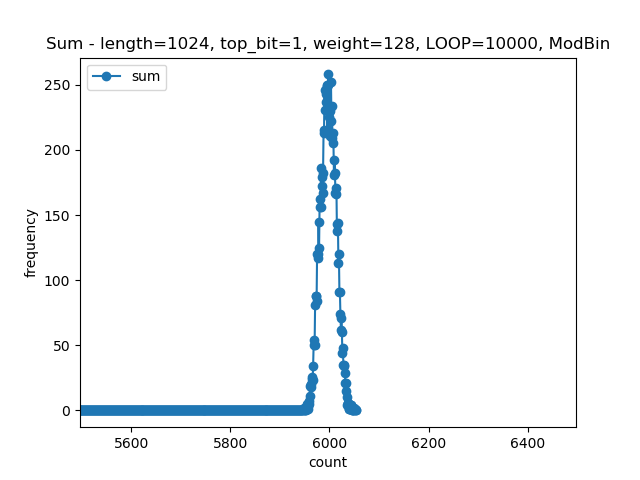 Sum - length=1024, top_bit=1, weight=128, LOOP=10000, ModBin
sum
250
200
150
100
50
0
frequency
5600 5800 6000 6200 6400
count